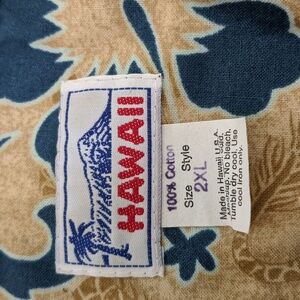 HAWAII
100% Cotton
Size Style
2XL
Made in Hawaii U.S.A.
No bleach.
Tumble dry cool. Use
cool iron only.